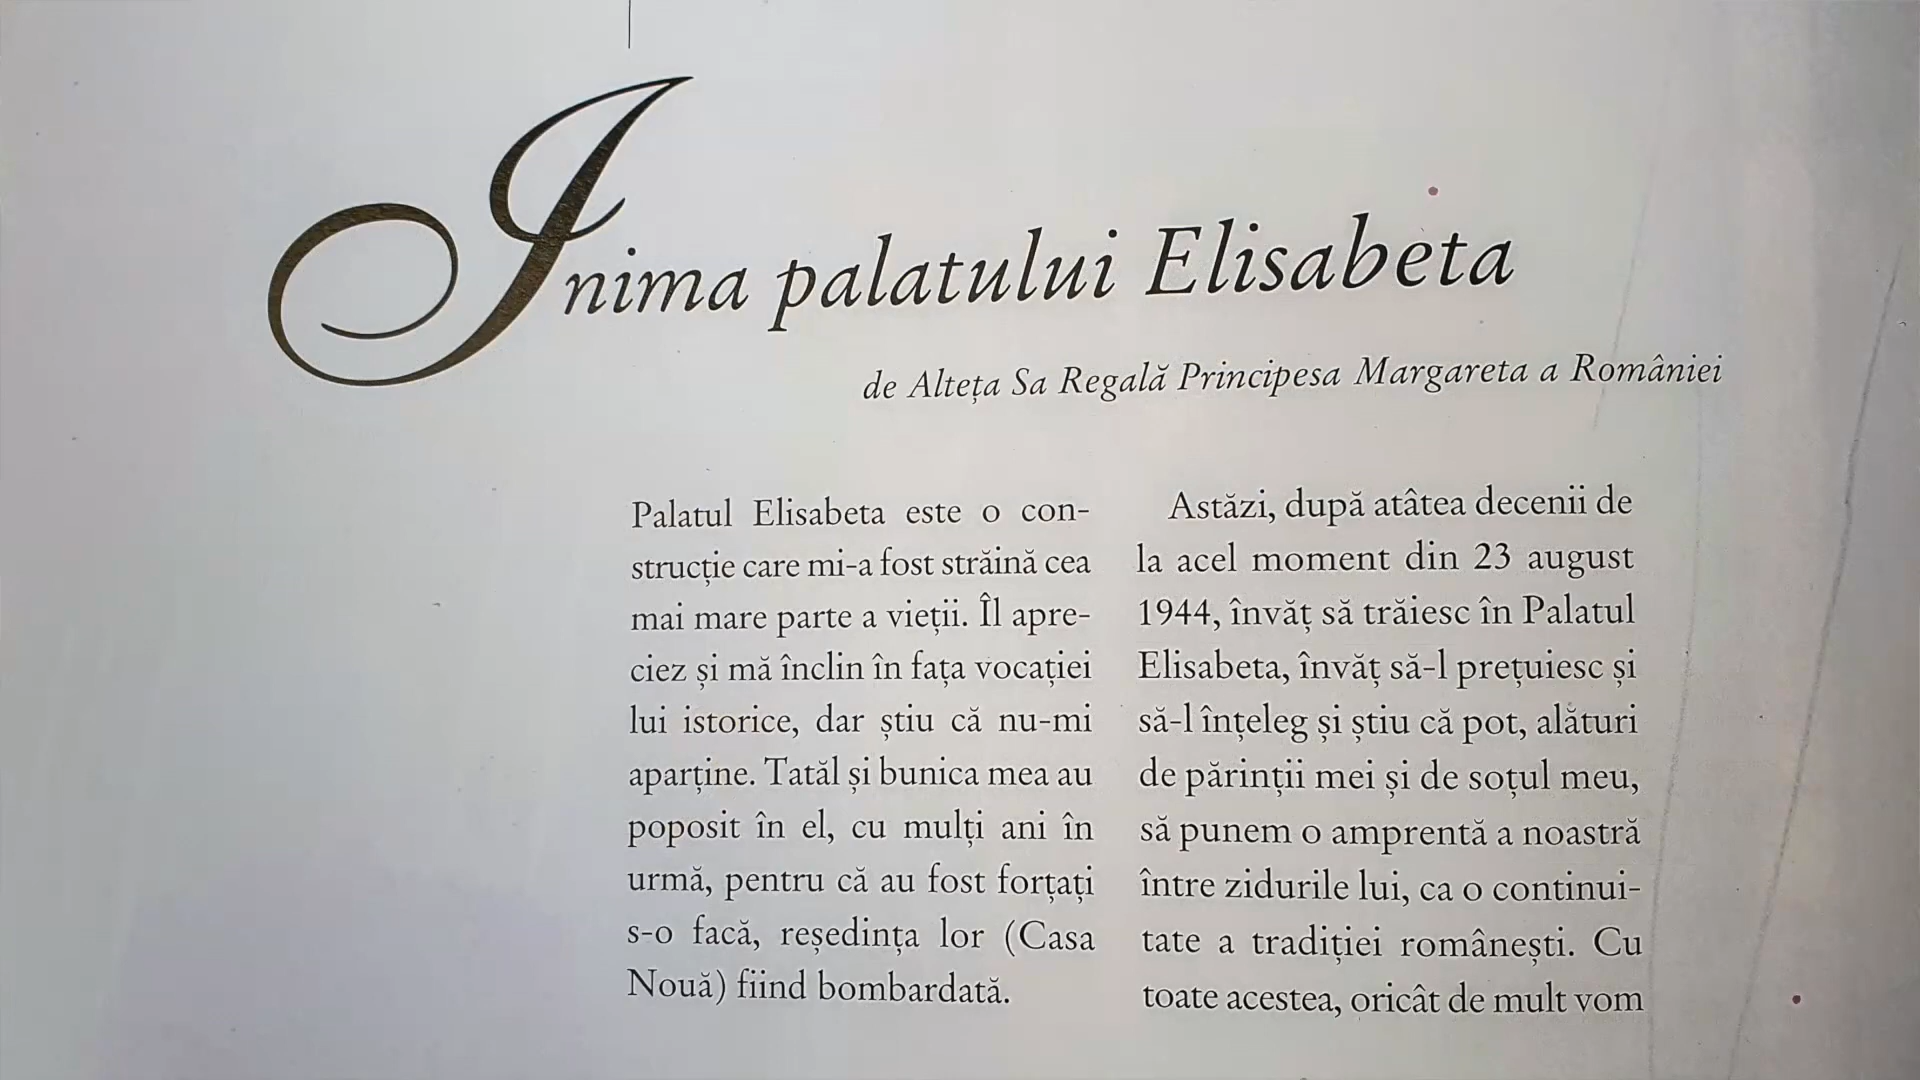 Inima palatului Elisabeta
de Alteța Sa Regală Principesa Margareta a României
Palatul Elisabeta este o con-
strucție care mi-a fost străină cea
mai mare parte a vieții. Îl apre-
ciez și mă înclin în fața vocației
lui istorice, dar știu că nu-mi
aparține. Tatăl și bunica mea au
poposit în el, cu mulți ani în
urmă, pentru că au fost forțați
s-o facă, reședința lor (Casa
Nouă) fiind bombardată.
Astăzi, după atâtea decenii de
la acel moment din 23 august
1944, învăț să trăiesc în Palatul
Elisabeta, învăț să-l prețuiesc și
să-l înțeleg și știu că pot, alături
de părinții mei și de soțul meu,
să punem o amprentă a noastră
între zidurile lui, ca o continui-
tate a tradiției românești. Cu
toate acestea, oricât de mult vom